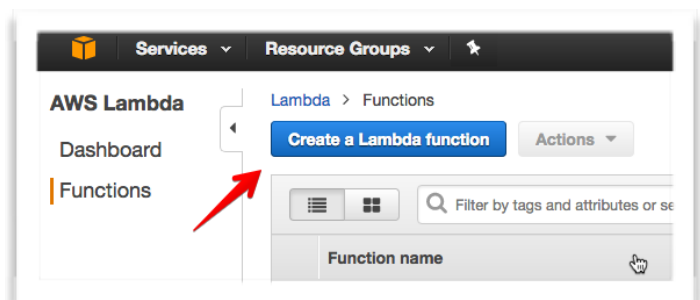 Services Resource Groups
AWS Lambda
Dashboard
Functions
Lambda > Functions
Create a Lambda function Actions
Filter by tags and attributes or se
Function name